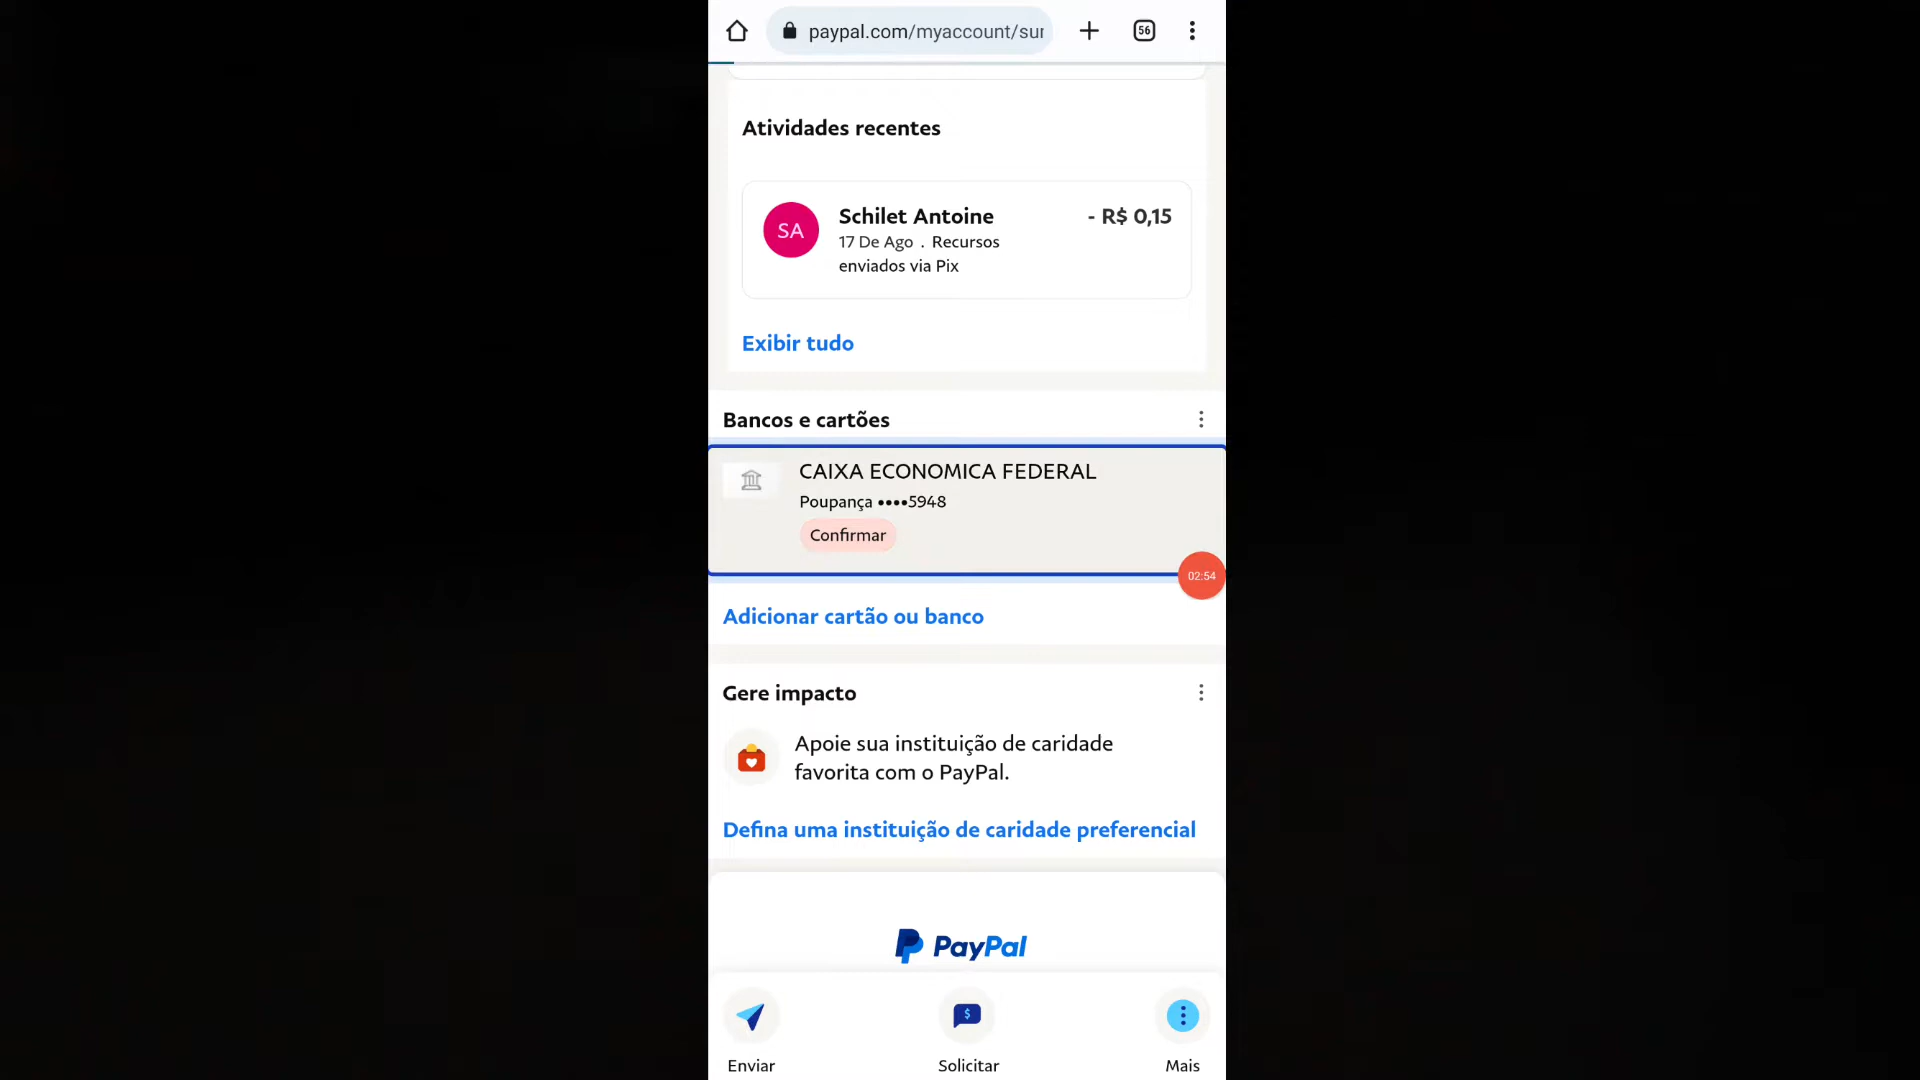 paypal.com/myaccount/sur
56
Atividades recentes
SA
Schilet Antoine
- R$ 0,15
17 De Ago . Recursos
enviados via Pix
Exibir tudo
Bancos e cartões
CAIXA ECONOMICA FEDERAL
Poupança ••••5948
Confirmar
02:54
Adicionar cartão ou banco
Gere impacto
Apoie sua instituição de caridade
favorita com o PayPal.
Defina uma instituição de caridade preferencial
PayPal
$
Enviar
Solicitar
Mais